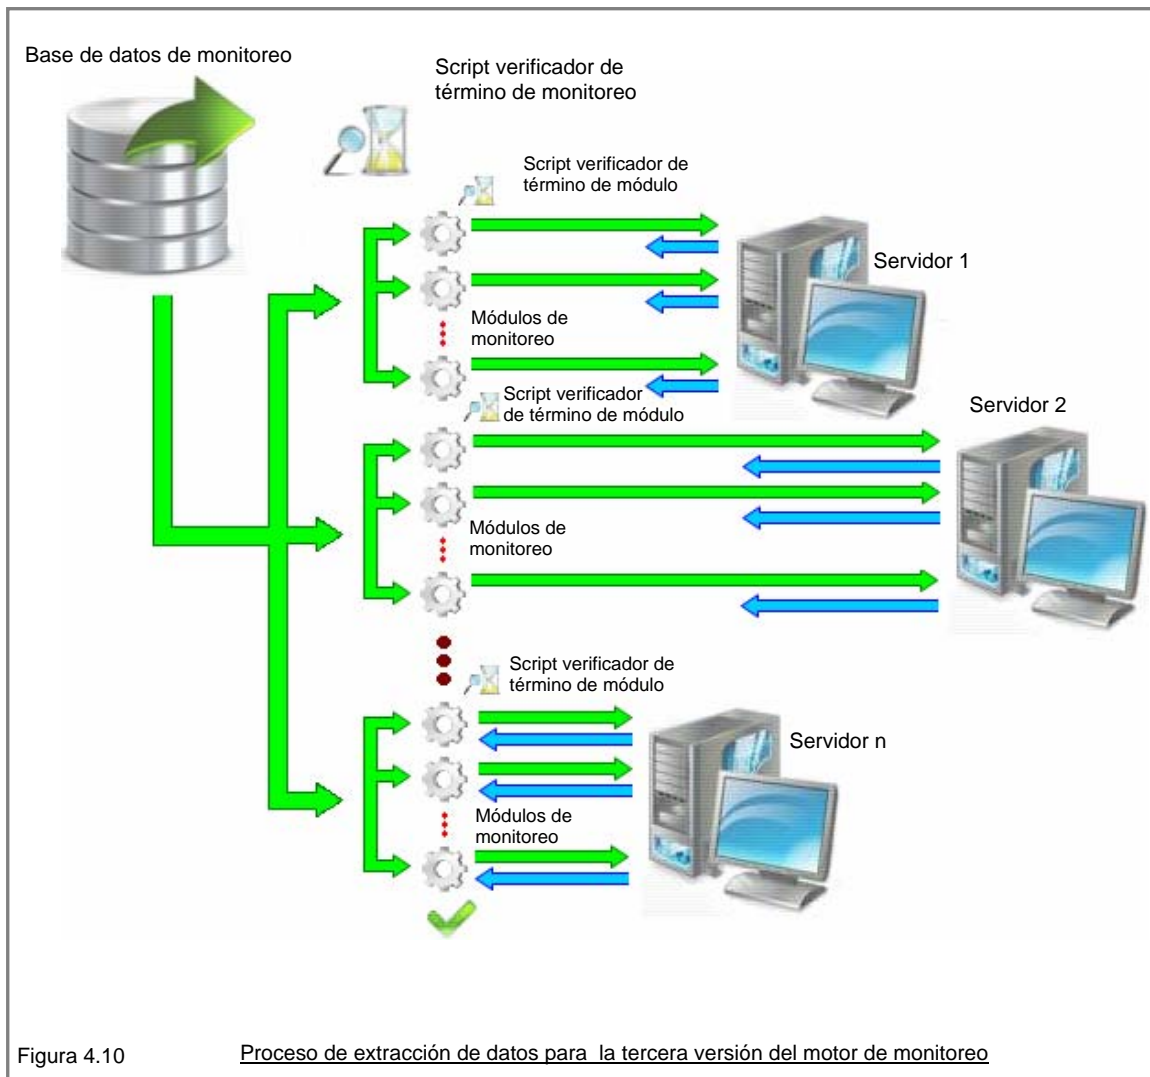 Base de datos de monitoreo
Script verificador de
término de monitoreo
Script verificador de
término de módulo
Servidor 1
Módulos de
monitoreo
Script verificador
de término de módulo
Servidor 2
Módulos de
monitoreo
Script verificador de
término de módulo
Servidor n
Módulos de
monitoreo
Figura 4.10 Proceso de extracción de datos para la tercera versión del motor de monitoreo